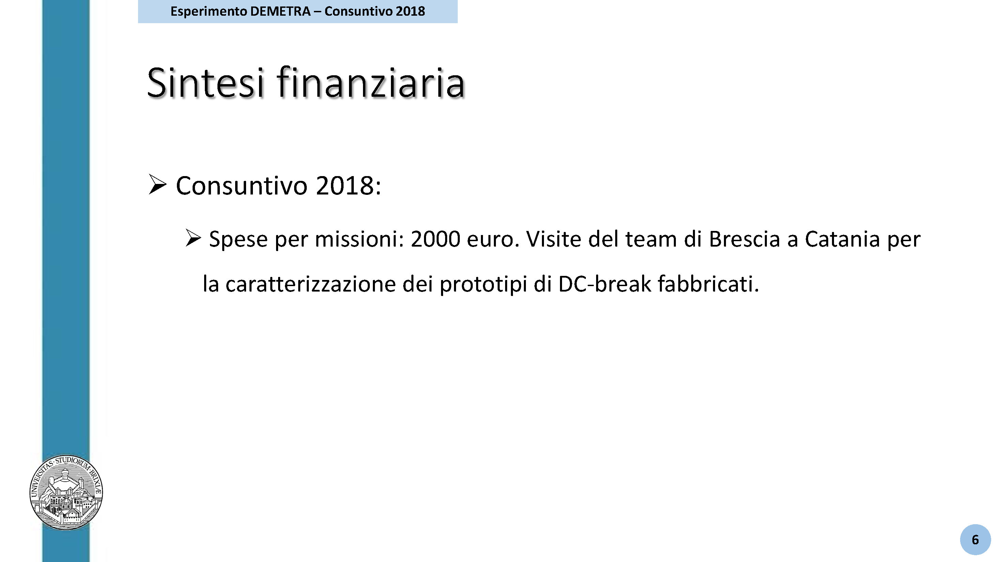 Esperimento DEMETRA – Consuntivo 2018
Sintesi finanziaria
Consuntivo 2018:
Spese per missioni: 2000 euro. Visite del team di Brescia a Catania per
la caratterizzazione dei prototipi di DC-break fabbricati.
UNIVERSITAS·STUDIORUM·BRIXIÆ
6